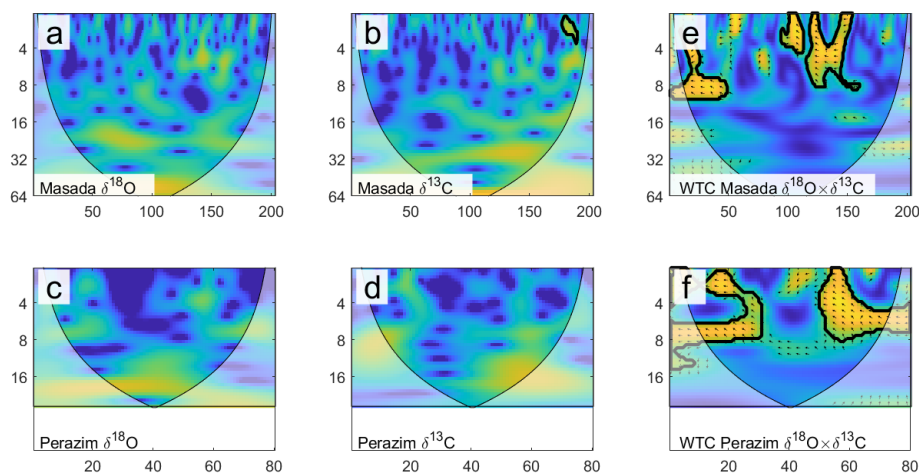 a
4
8
16
32
64
Masada δ¹⁸O
50 100 150 200
b
4
8
16
32
64
Masada δ¹³C
50 100 150 200
e
4
8
16
32
64
WTC Masada δ¹⁸O×δ¹³C
50 100 150 200
c
4
8
16
Perazim δ¹⁸O
20 40 60 80
d
4
8
16
Perazim δ¹³C
20 40 60 80
f
4
8
16
WTC Perazim δ¹⁸O×δ¹³C
20 40 60 80